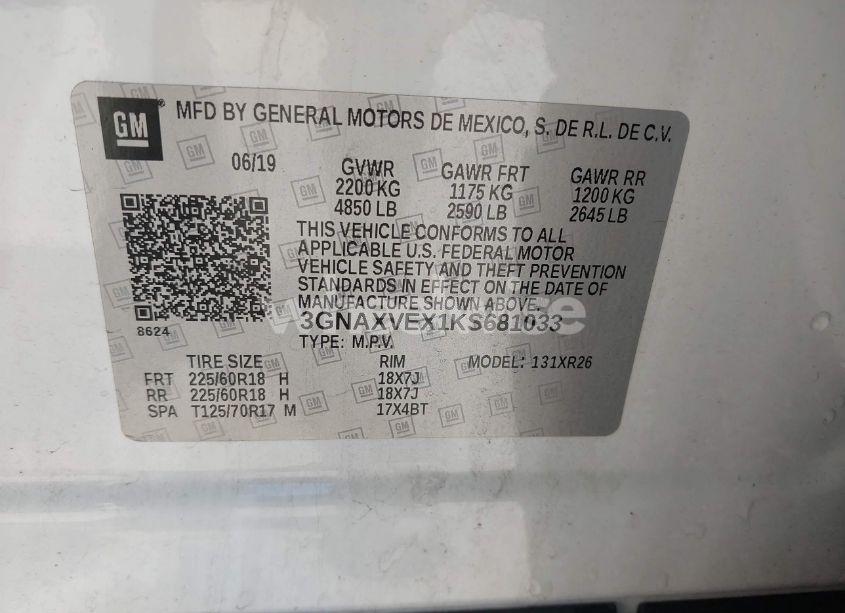 GM
MFD BY GENERAL MOTORS DE MEXICO, S. DE R.L. DE C.V.
06/19 GVWR GAWR FRT GAWR RR
2200 KG 1175 KG 1200 KG
4850 LB 2590 LB 2645 LB
THIS VEHICLE CONFORMS TO ALL
APPLICABLE U.S. FEDERAL MOTOR
VEHICLE SAFETY AND THEFT PREVENTION
STANDARDS IN EFFECT ON THE DATE OF
MANUFACTURE SHOWN ABOVE.
8624
3GNAXVEX1KS681033
TYPE: M.P.V.
TIRE SIZE RIM MODEL: 131XR26
FRT 225/60R18 H 18X7J
RR 225/60R18 H 18X7J
SPA T125/70R17 M 17X4BT